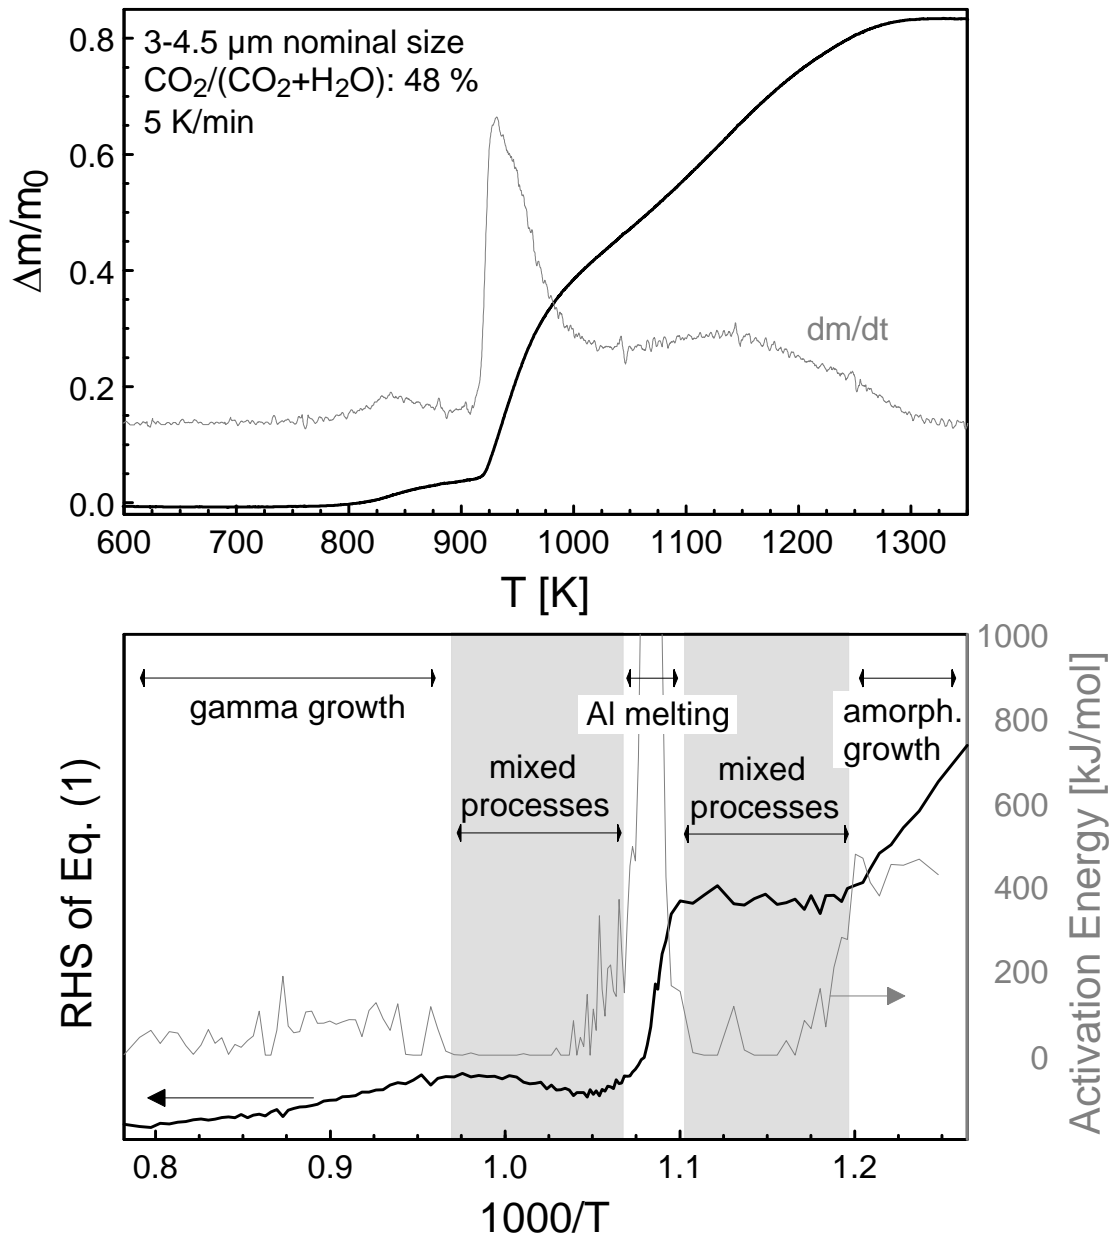 3-4.5 μm nominal size
CO₂/(CO₂+H₂O): 48 %
5 K/min
dm/dt
Δm/m₀
0.8
0.6
0.4
0.2
0.0
600 700 800 900 1000 1100 1200 1300
T [K]
gamma growth
mixed
processes
Al melting
mixed
processes
amorph.
growth
RHS of Eq. (1)
1000
800
600
400
200
0
Activation Energy [kJ/mol]
0.8 0.9 1.0 1.1 1.2
1000/T